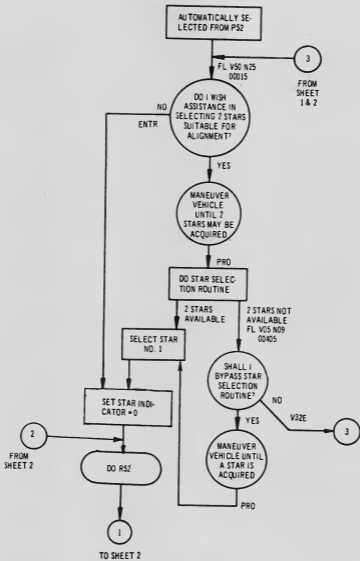 AUTOMATICALLY SE-
LECTED FROM P52
3
FROM
SHEET
1 & 2
FL V50 N25
00015
DO I WISH
ASSISTANCE IN
SELECTING 2 STARS
SUITABLE FOR
ALIGNMENT?
NO
ENTR
YES
MANEUVER
VEHICLE
UNTIL 2
STARS MAY BE
ACQUIRED
PRO
DO STAR SELEC-
TION ROUTINE
2 STARS
AVAILABLE
2 STARS NOT
AVAILABLE
FL V05 N09
00405
SELECT STAR
NO. 1
SHALL I
BYPASS STAR
SELECTION
ROUTINE?
NO
V32E
3
YES
SET STAR INDI-
CATOR = 0
2
FROM
SHEET 2
MANEUVER
VEHICLE UNTIL
A STAR IS
ACQUIRED
PRO
DO R52
1
TO SHEET 2